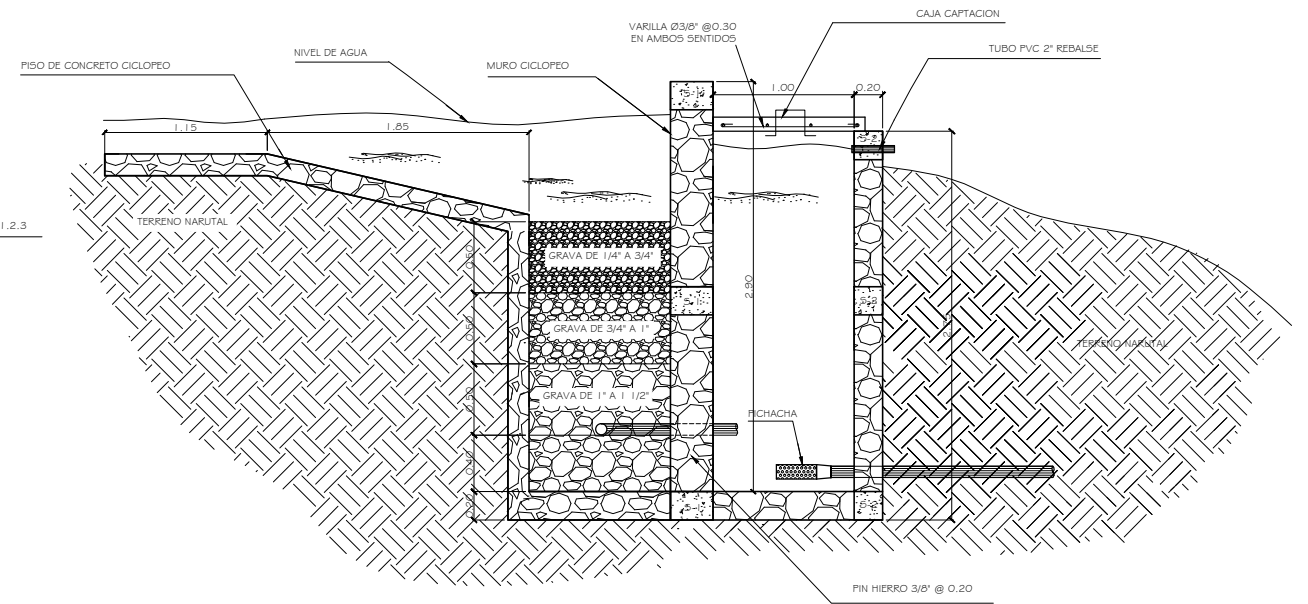 CAJA CAPTACION
VARILLA Ø3/8" @0.30
EN AMBOS SENTIDOS
TUBO PVC 2" REBALSE
NIVEL DE AGUA
PISO DE CONCRETO CICLOPEO
MURO CICLOPEO
1.00
0.20
1.15
1.85
S-2
TERRENO NARUTAL
1.2.3
GRAVA DE 1/4" A 3/4"
0.50
2.90
GRAVA DE 3/4" A 1"
0.50
TERRENO NARUTAL
GRAVA DE 1" A 1 1/2"
0.50
PICHACHA
0.40
0.20
S-1
PIN HIERRO 3/8" @ 0.20